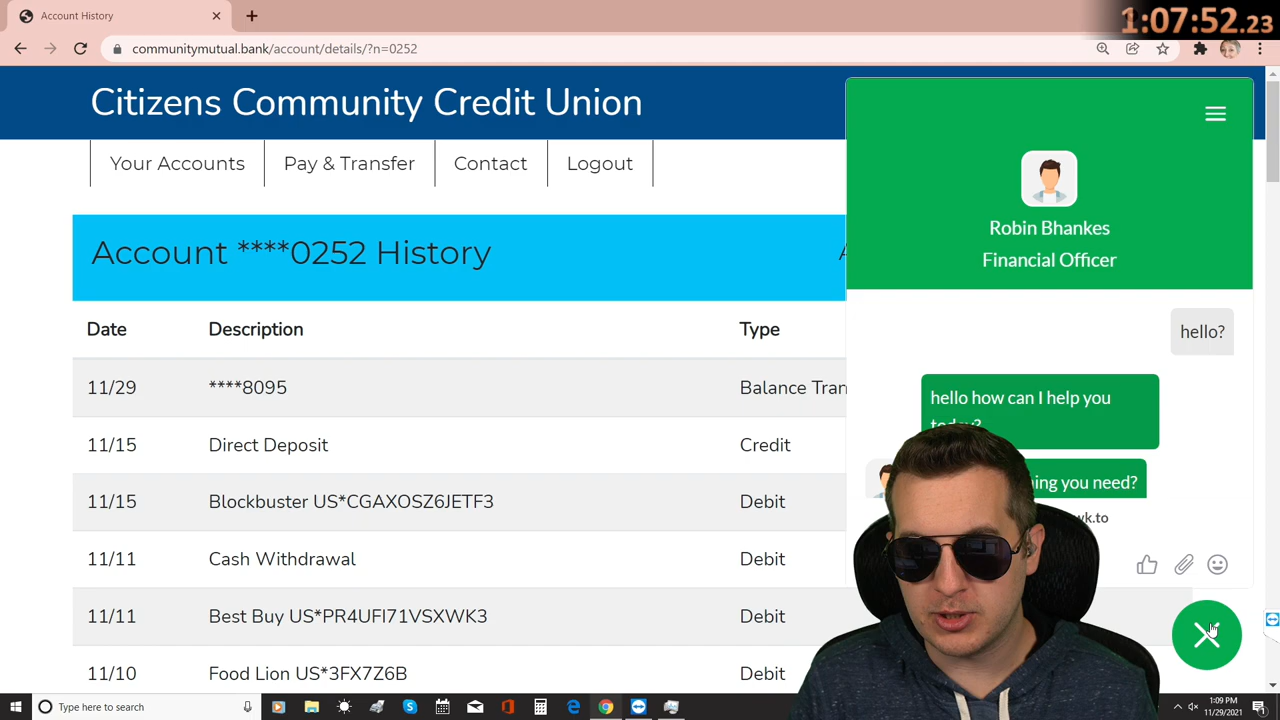 Account History
1:07:52.23
communitymutual.bank/account/details/?n=0252
Citizens Community Credit Union
Your Accounts
Pay & Transfer
Contact
Logout
Account ****0252 History
Date Description Type
11/29 ****8095 Balance Tran
11/15 Direct Deposit Credit
11/15 Blockbuster US*CGAXOSZ6JETF3 Debit
11/11 Cash Withdrawal Debit
11/11 Best Buy US*PR4UFI71VSXWK3 Debit
11/10 Food Lion US*3FX7Z6B Debit
Robin Bhankes
Financial Officer
hello?
hello how can I help you
today?
you need?
Type here to search
1:09 PM
11/29/2021